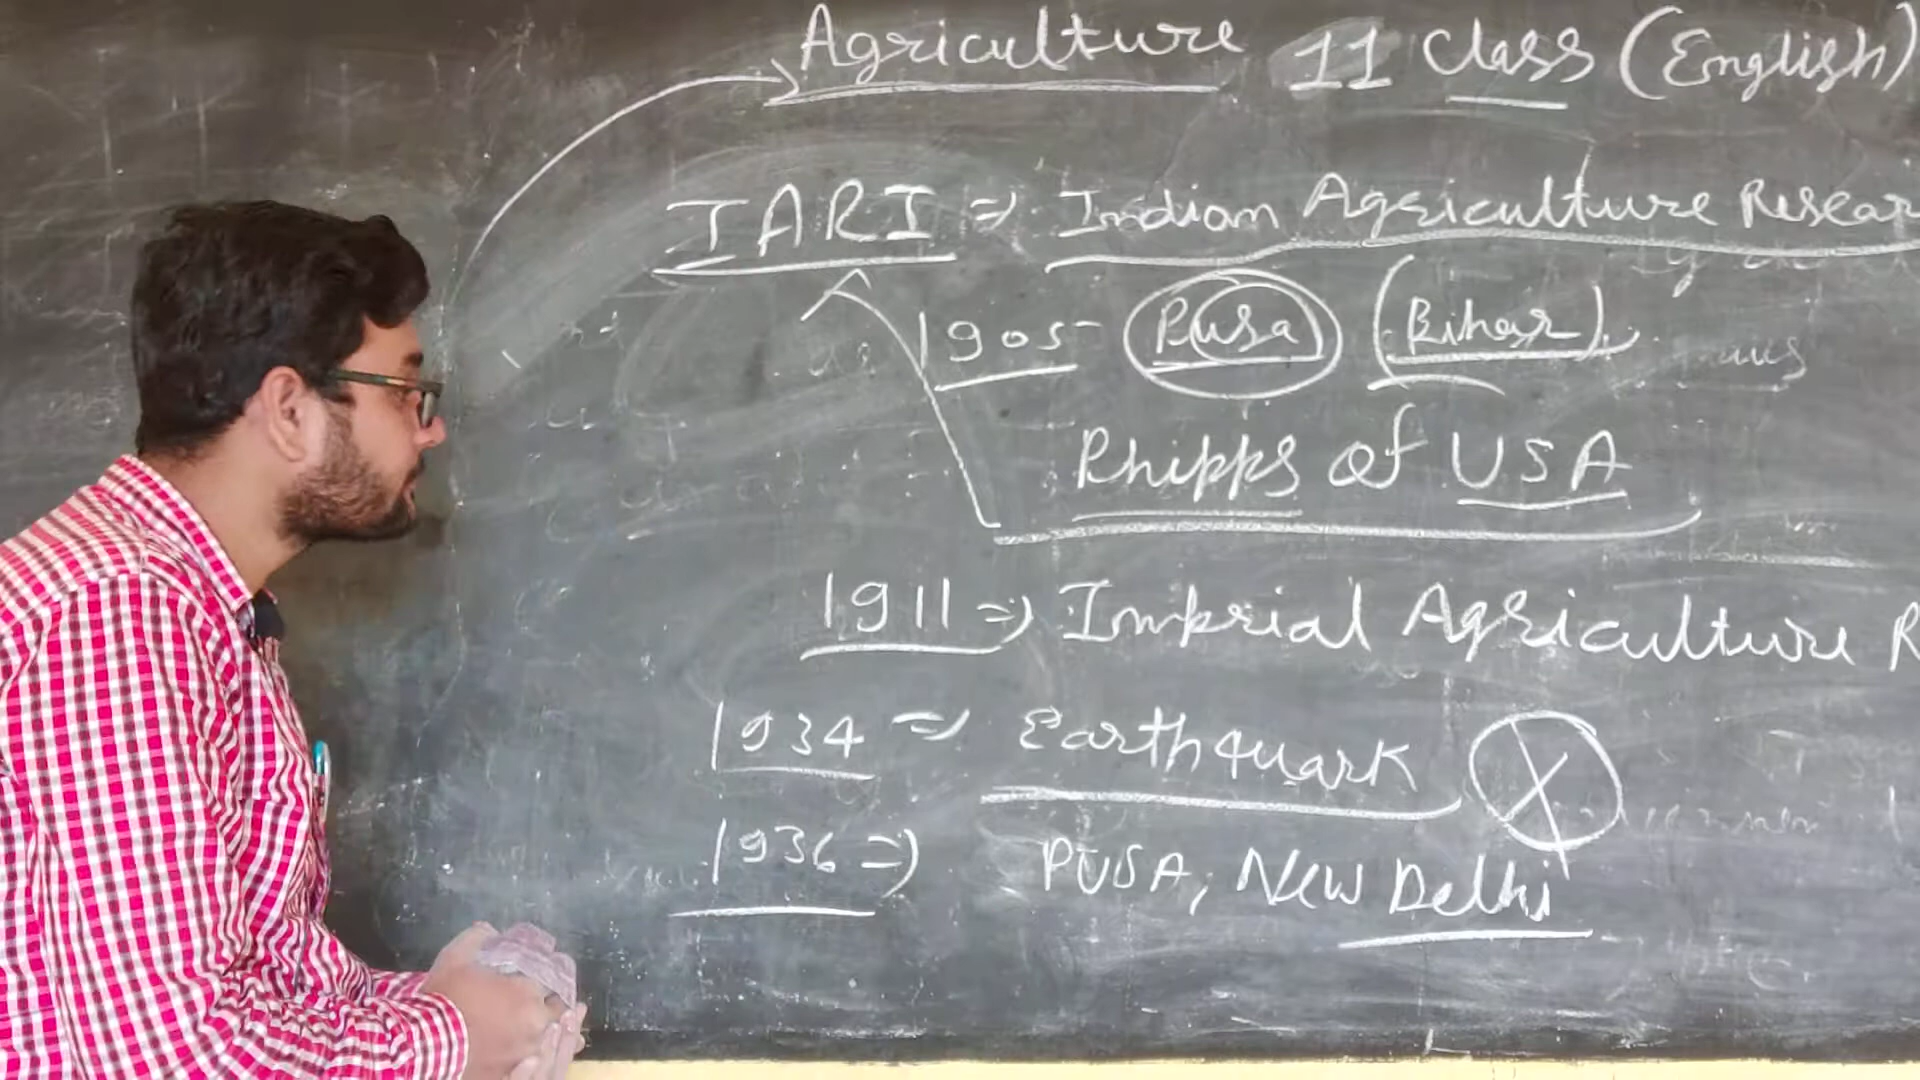 Agriculture 11 Class (English)
IARI => Indian Agriculture Resear
1905- Pusa (Bihar)
Phipps of USA
1911 => Imprial Agriculture R
1934 => Earthquark
1936 => PUSA, New Delhi